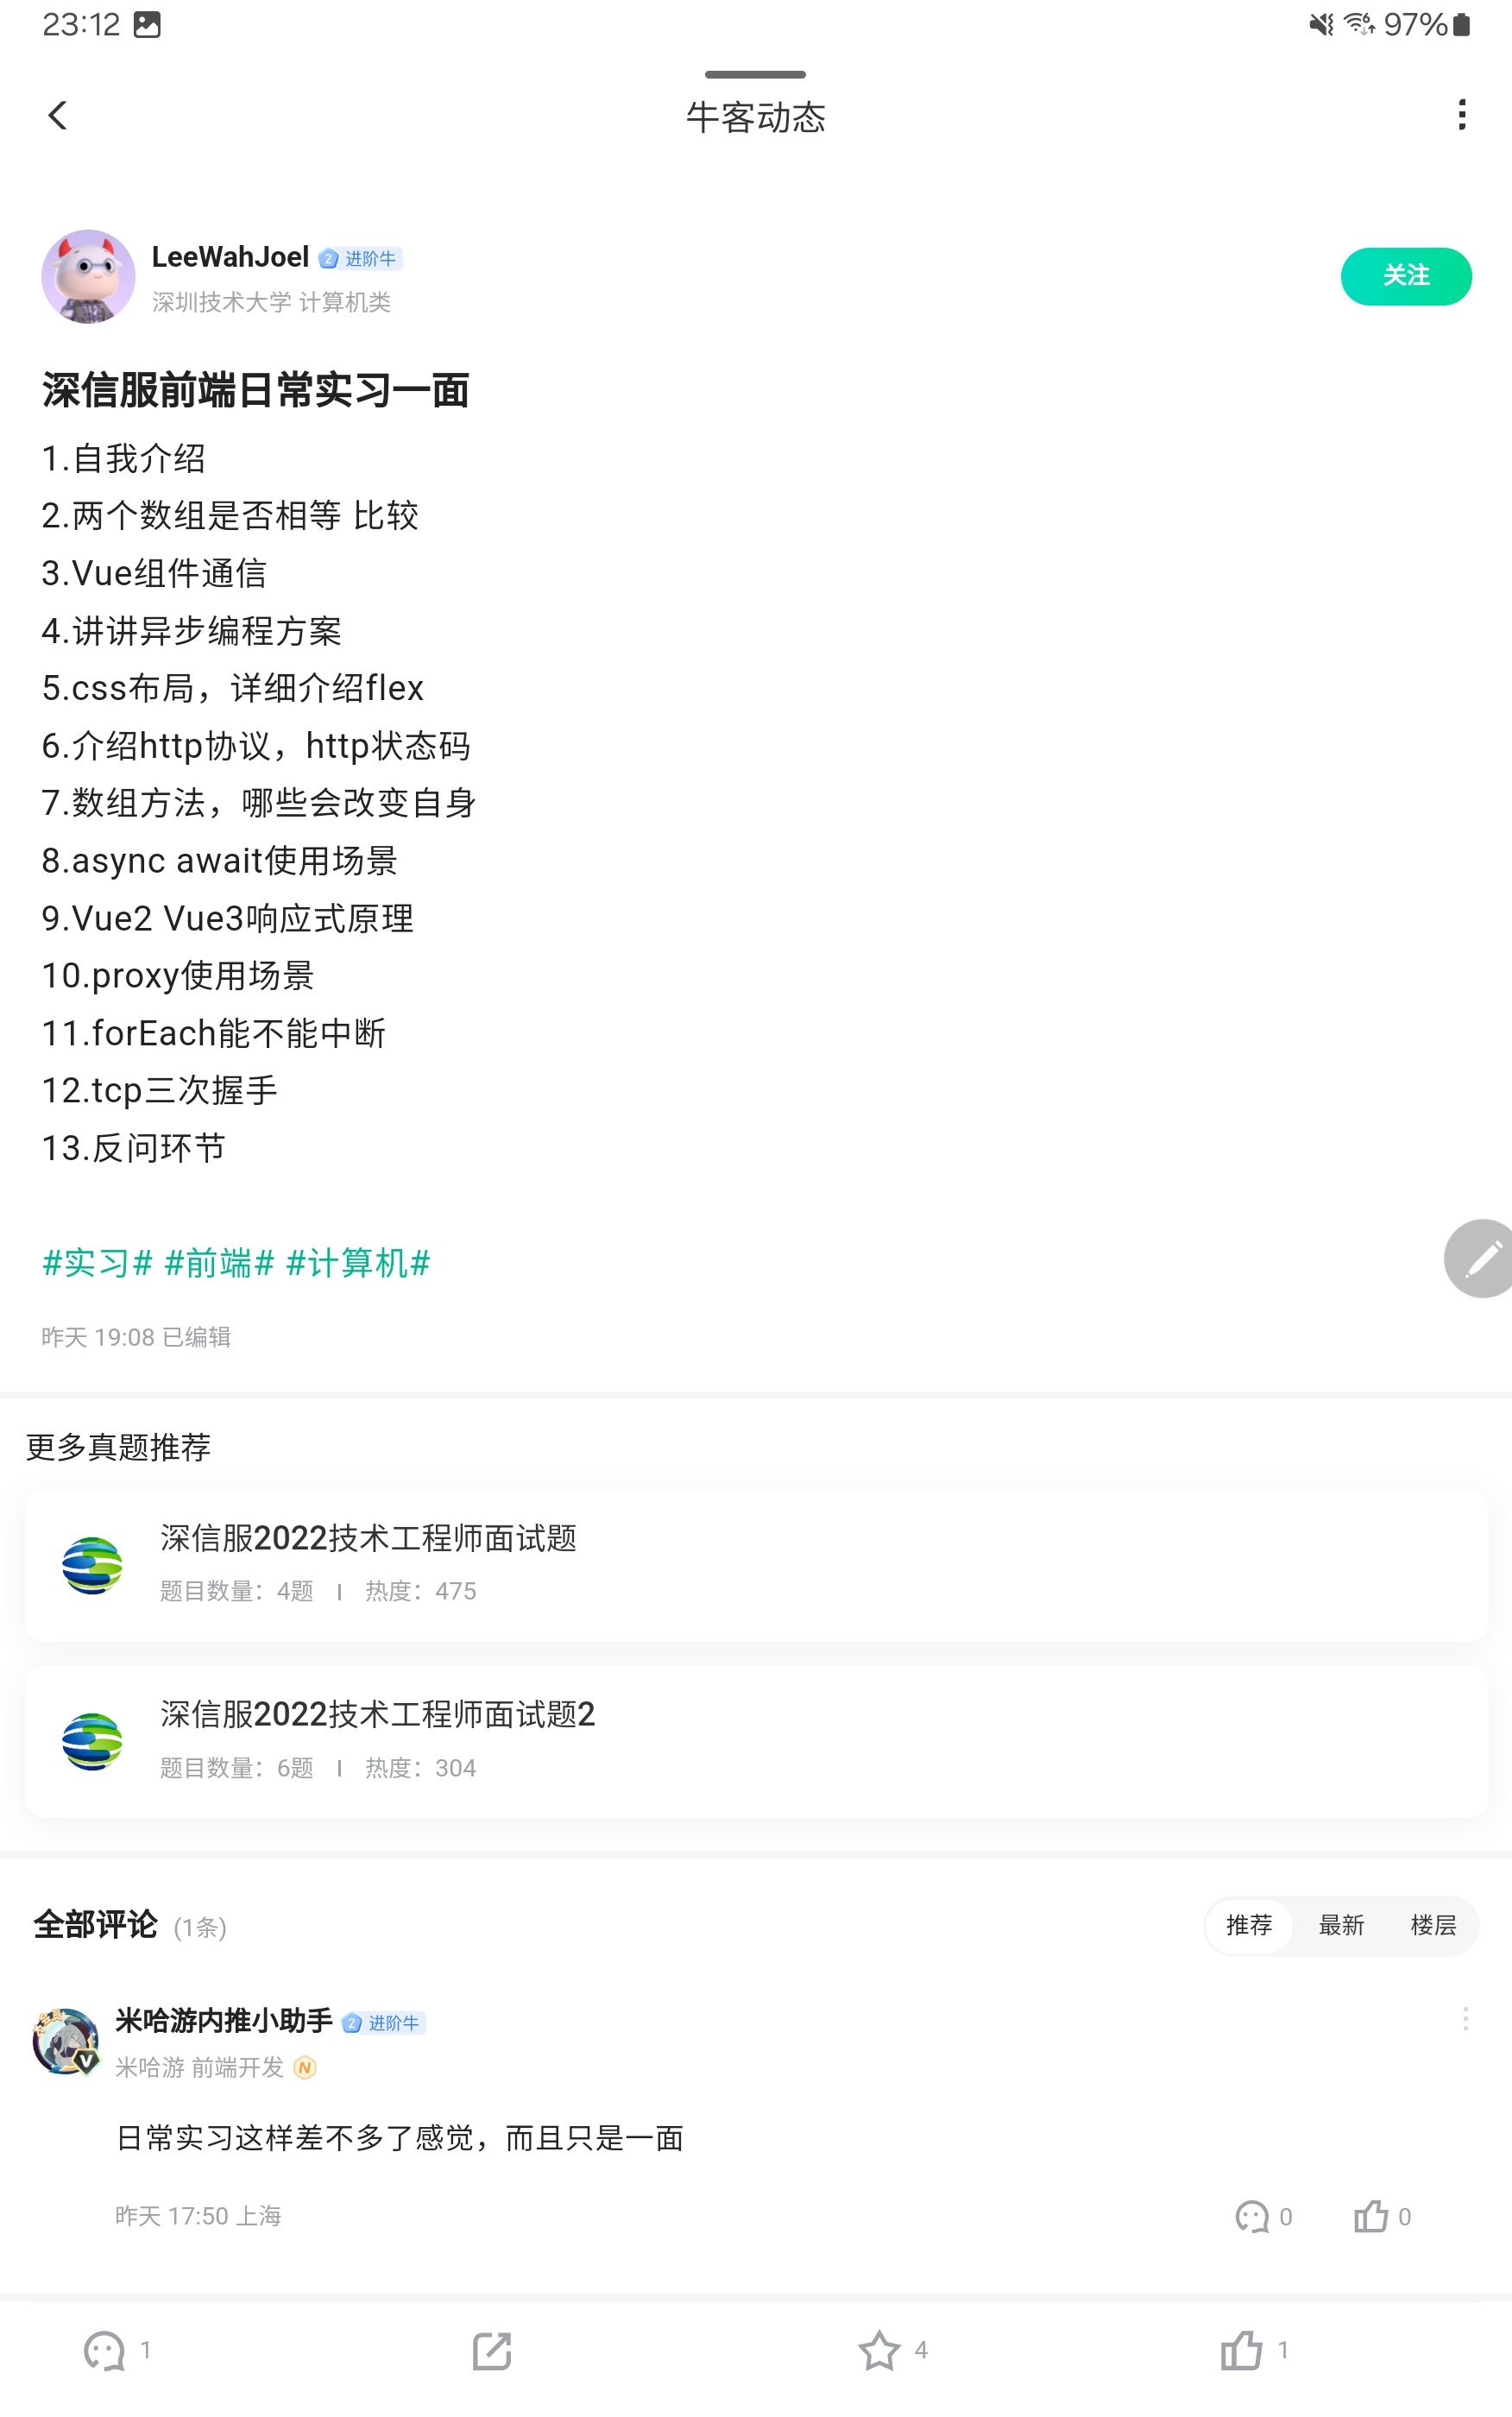 23:12
97%
牛客动态
LeeWahJoel 2 进阶牛
深圳技术大学 计算机类
关注
深信服前端日常实习一面
1.自我介绍
2.两个数组是否相等 比较
3.Vue组件通信
4.讲讲异步编程方案
5.css布局，详细介绍flex
6.介绍http协议，http状态码
7.数组方法，哪些会改变自身
8.async await使用场景
9.Vue2 Vue3响应式原理
10.proxy使用场景
11.forEach能不能中断
12.tcp三次握手
13.反问环节
#实习# #前端# #计算机#
昨天 19:08 已编辑
更多真题推荐
深信服2022技术工程师面试题
题目数量：4题 | 热度：475
深信服2022技术工程师面试题2
题目数量：6题 | 热度：304
全部评论 (1条)
推荐 最新 楼层
米哈游内推小助手 2 进阶牛
米哈游 前端开发 N
日常实习这样差不多了感觉，而且只是一面
昨天 17:50 上海
0 0
1 4 1